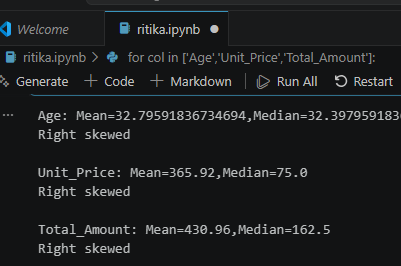 Welcome
ritika.ipynb
ritika.ipynb > for col in ['Age','Unit_Price','Total_Amount']:
Generate + Code + Markdown Run All Restart
... Age: Mean=32.79591836734694,Median=32.3979591836
Right skewed
Unit_Price: Mean=365.92,Median=75.0
Right skewed
Total_Amount: Mean=430.96,Median=162.5
Right skewed